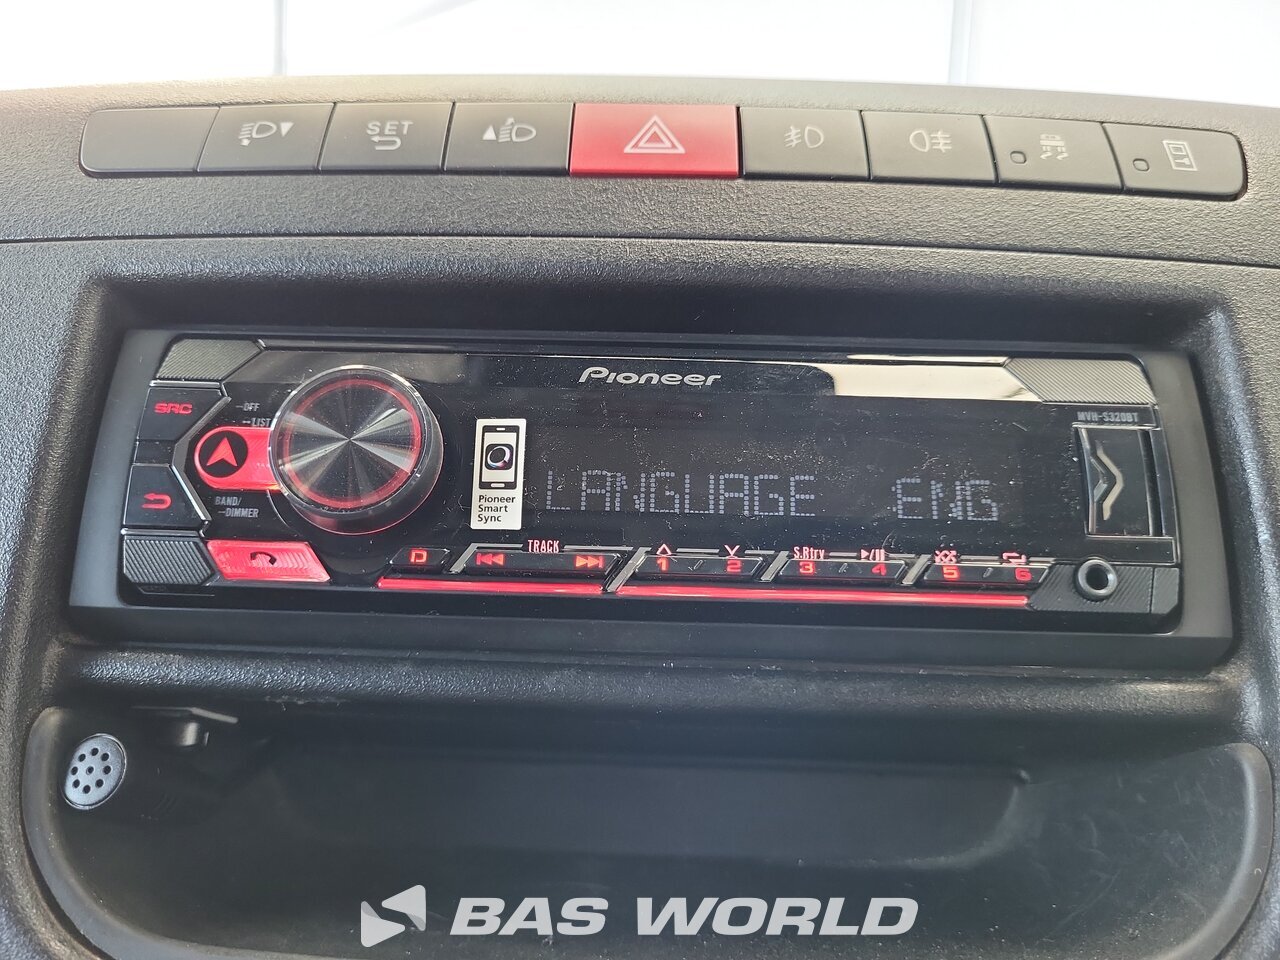 SET
Pioneer
SRC
OFF
LIST
MVH-S320BT
LANGUAGE ENG
Pioneer
Smart
Sync
BAND/
DIMMER
D
TRACK
S.Rtrv
1 2 3 4 5 6
BAS WORLD